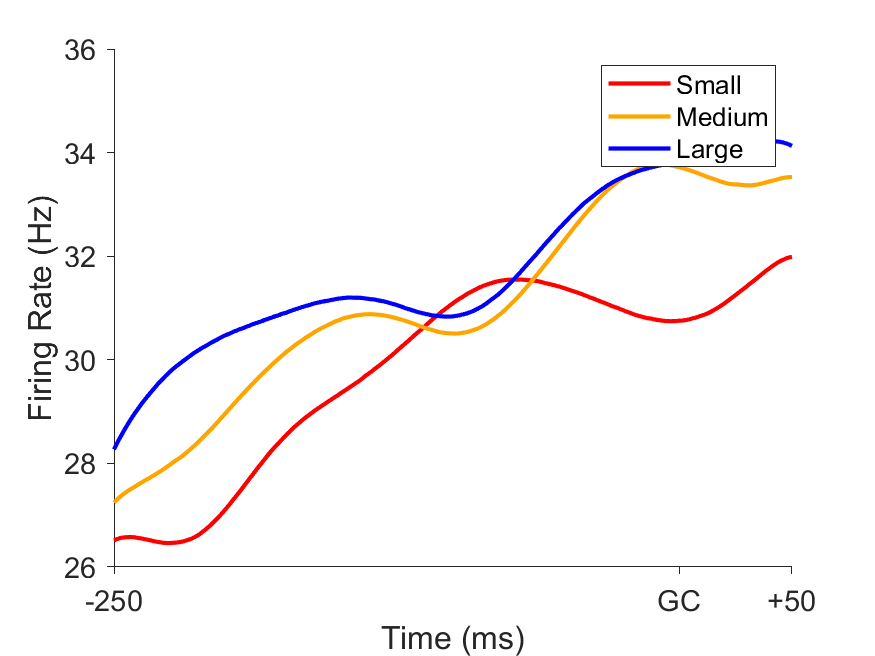 36
34
32
30
28
26
Firing Rate (Hz)
Small
Medium
Large
-250
GC
+50
Time (ms)